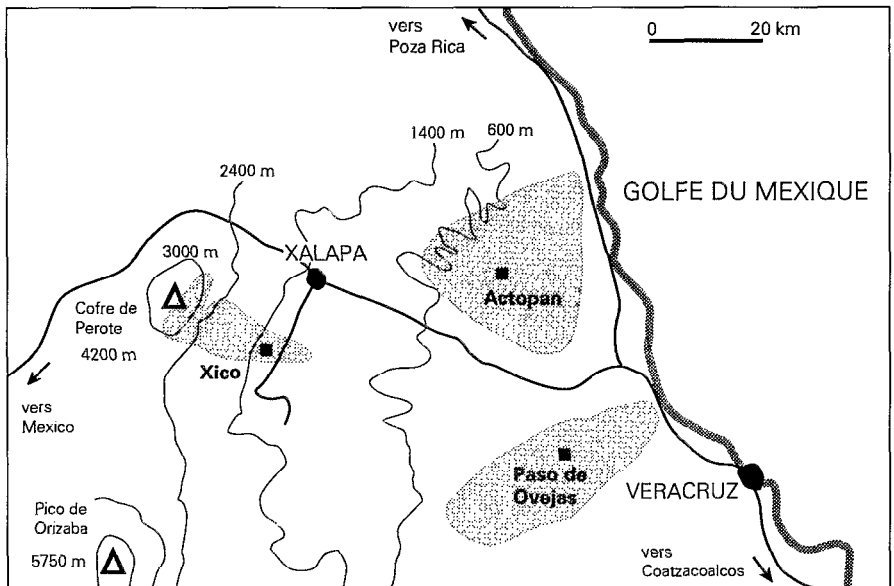 vers
Poza Rica
0 20 km
1400 m
600 m
2400 m
GOLFE DU MEXIQUE
XALAPA
3000 m
Actopan
Cofre de
Perote
4200 m
Xico
vers
Mexico
Paso de
Ovejas
VERACRUZ
Pico de
Orizaba
5750 m
vers
Coatzacoalcos